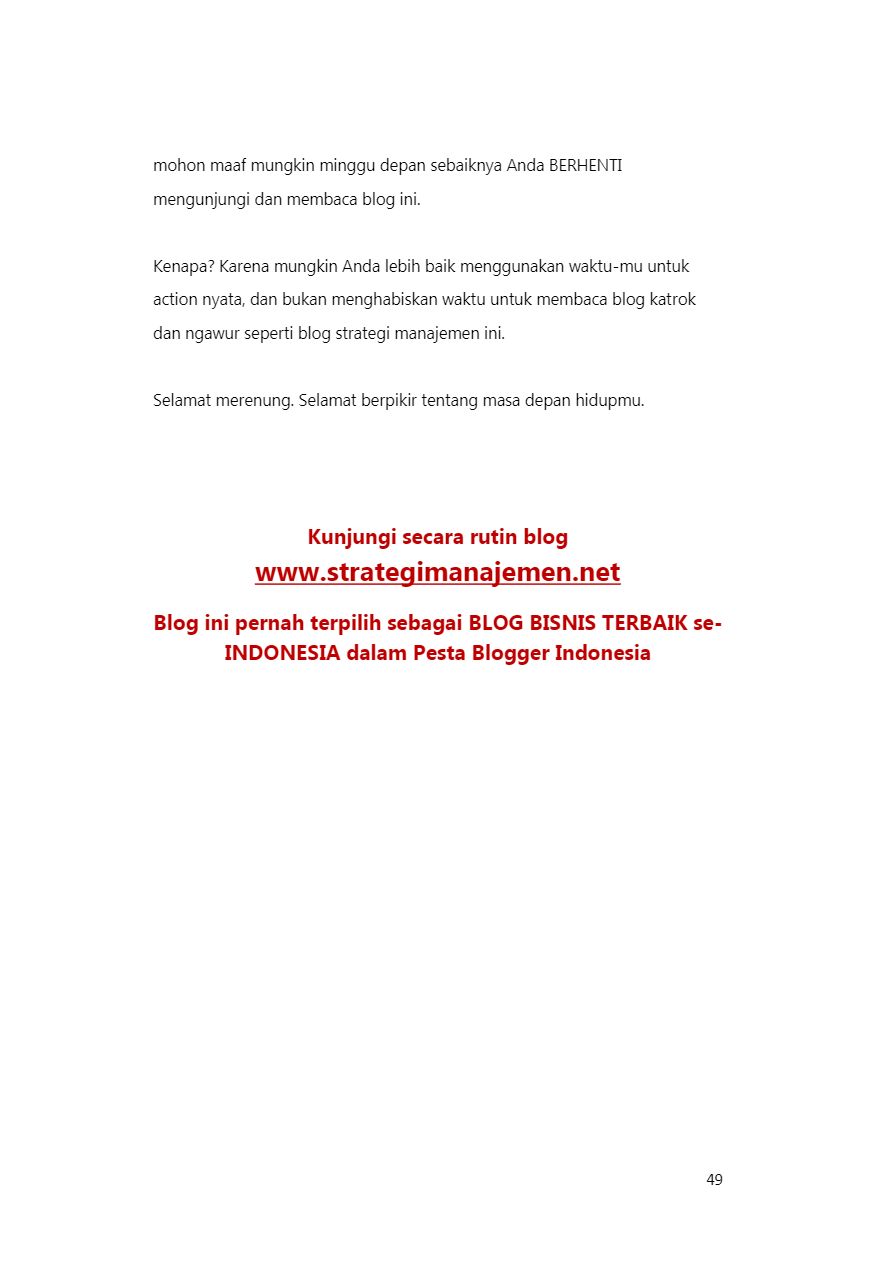 mohon maaf mungkin minggu depan sebaiknya Anda BERHENTI
mengunjungi dan membaca blog ini.
Kenapa? Karena mungkin Anda lebih baik menggunakan waktu-mu untuk
action nyata, dan bukan menghabiskan waktu untuk membaca blog katrok
dan ngawur seperti blog strategi manajemen ini.
Selamat merenung. Selamat berpikir tentang masa depan hidupmu.
Kunjungi secara rutin blog
www.strategimanajemen.net
Blog ini pernah terpilih sebagai BLOG BISNIS TERBAIK se-
INDONESIA dalam Pesta Blogger Indonesia
49